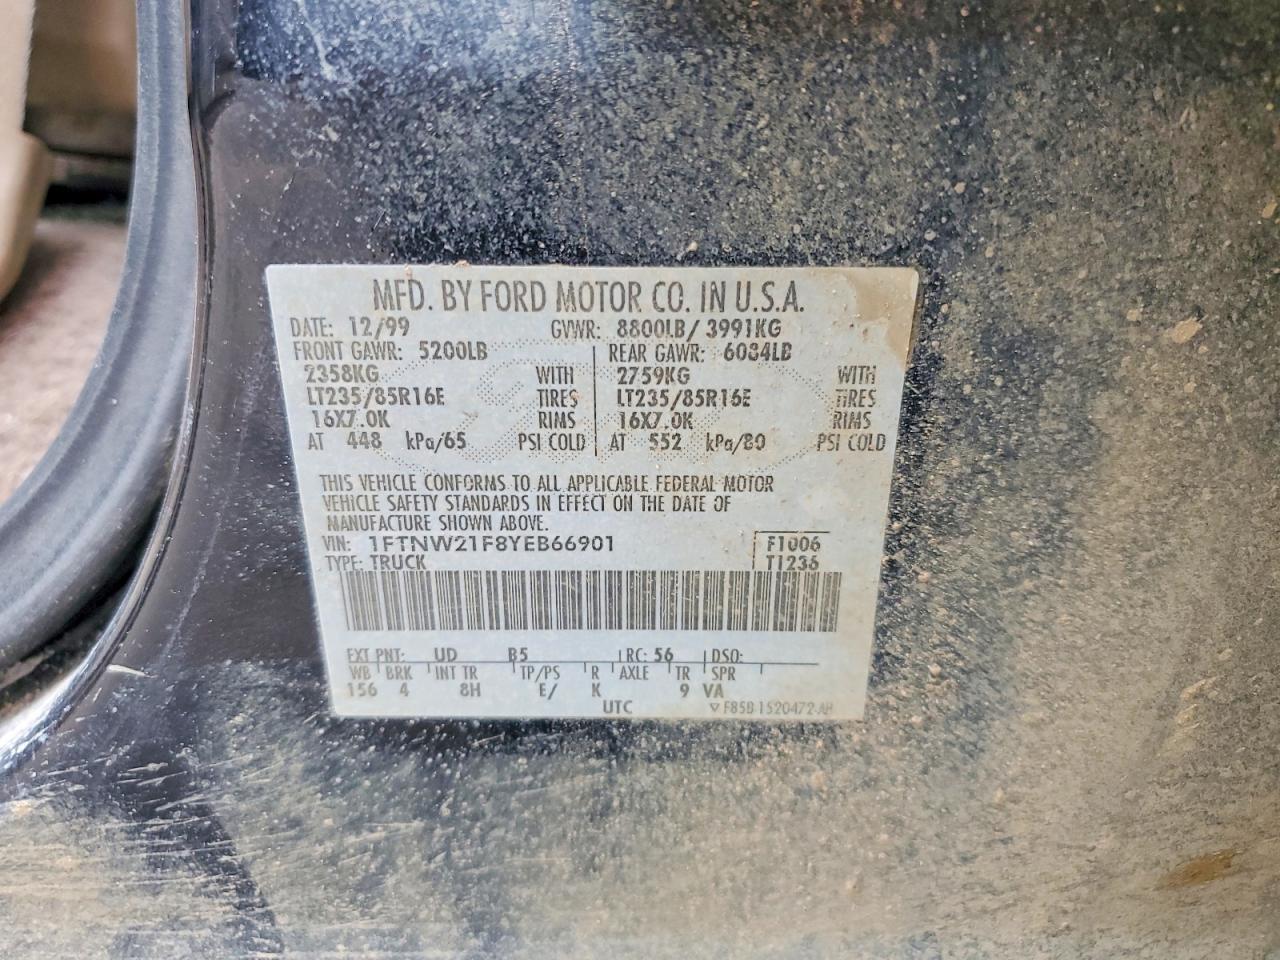 MFD. BY FORD MOTOR CO. IN U.S.A.
DATE: 12/99 GVWR: 8800LB/ 3991KG
FRONT GAWR: 5200LB REAR GAWR: 6084LB
2358KG WITH 2759KG WITH
LT235/85R16E TIRES LT235/85R16E TIRES
16X7.0K RIMS 16X7.0K RIMS
AT 448 kPa/65 PSI COLD AT 552 kPa/80 PSI COLD
THIS VEHICLE CONFORMS TO ALL APPLICABLE FEDERAL MOTOR
VEHICLE SAFETY STANDARDS IN EFFECT ON THE DATE OF
MANUFACTURE SHOWN ABOVE.
VIN: 1FTNW21F8YEB66901 F1006
TYPE: TRUCK T1236
EXT PNT: UD B5 RC: 56 DSO:
WB BRK INT TR TP/PS R AXLE TR SPR
156 4 8H E/ K 9 VA
UTC ▽ F85B-1520472-AH